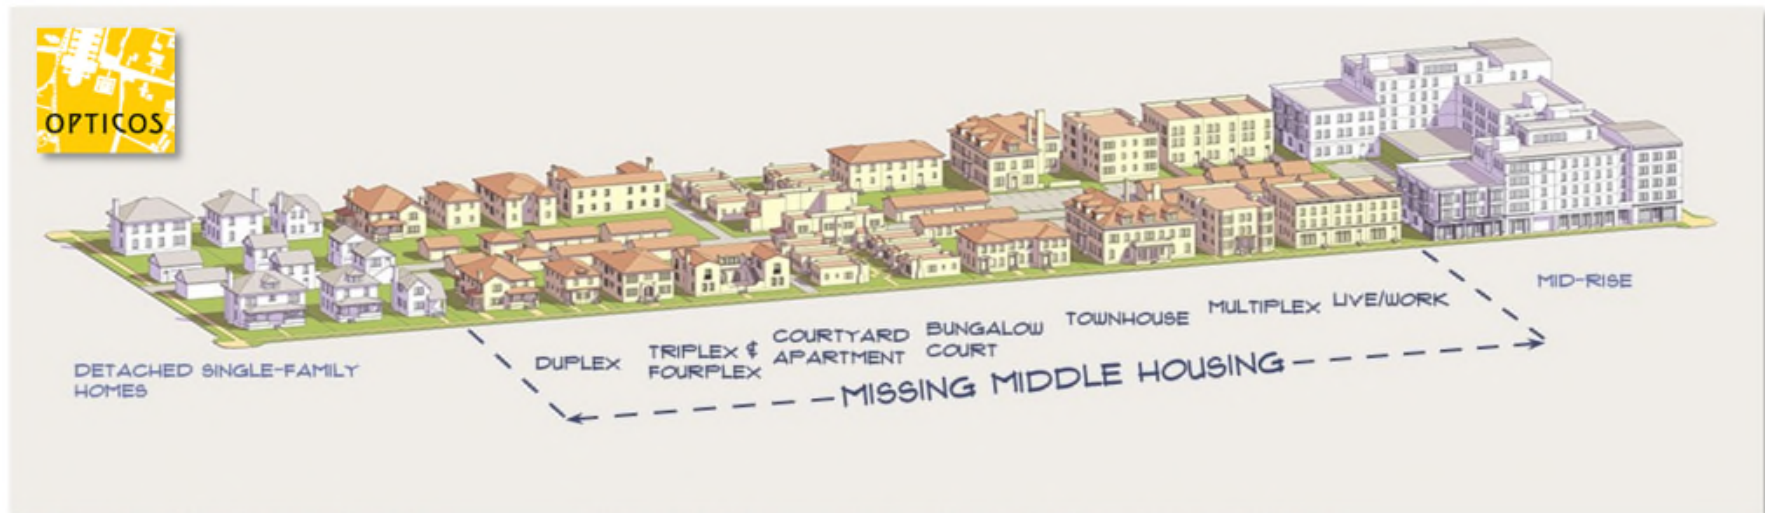 OPTICOS
DETACHED SINGLE-FAMILY
HOMES
DUPLEX
TRIPLEX &
FOURPLEX
COURTYARD
APARTMENT
BUNGALOW
COURT
TOWNHOUSE
MULTIPLEX
LIVE/WORK
MID-RISE
MISSING MIDDLE HOUSING